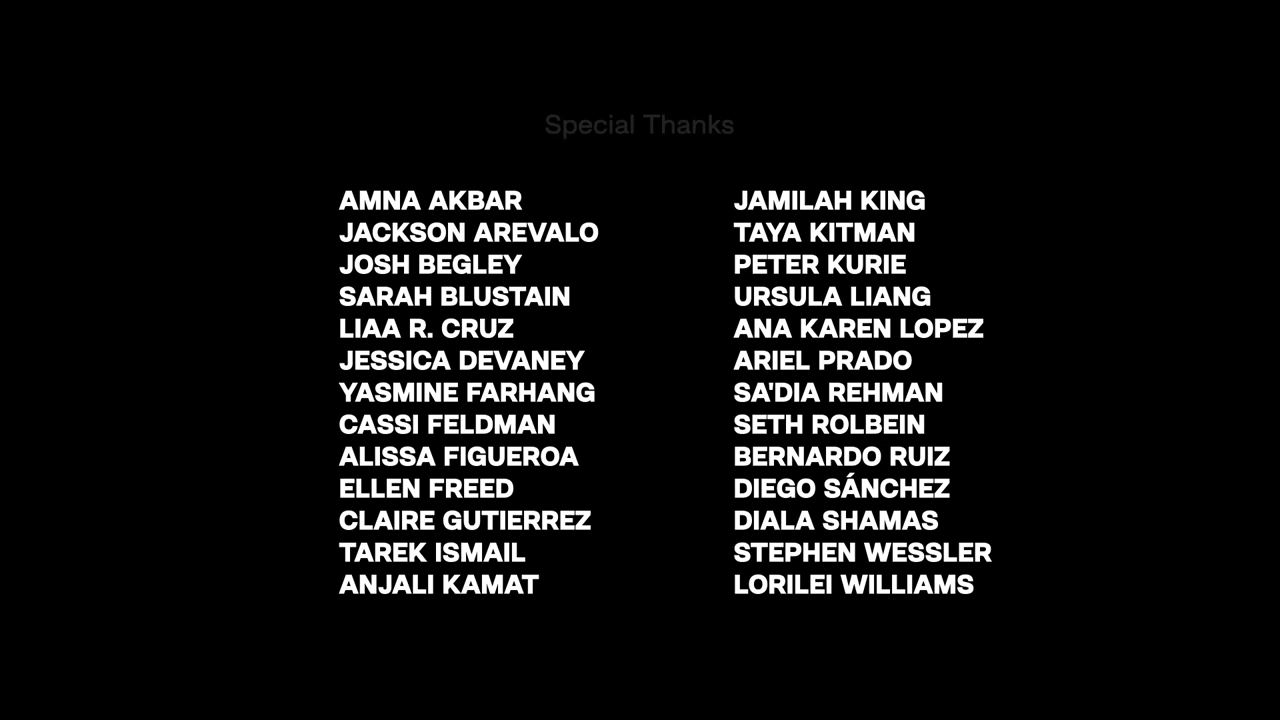 Special Thanks
AMNA AKBAR
JACKSON AREVALO
JOSH BEGLEY
SARAH BLUSTAIN
LIAA R. CRUZ
JESSICA DEVANEY
YASMINE FARHANG
CASSI FELDMAN
ALISSA FIGUEROA
ELLEN FREED
CLAIRE GUTIERREZ
TAREK ISMAIL
ANJALI KAMAT
JAMILAH KING
TAYA KITMAN
PETER KURIE
URSULA LIANG
ANA KAREN LOPEZ
ARIEL PRADO
SA'DIA REHMAN
SETH ROLBEIN
BERNARDO RUIZ
DIEGO SÁNCHEZ
DIALA SHAMAS
STEPHEN WESSLER
LORILEI WILLIAMS